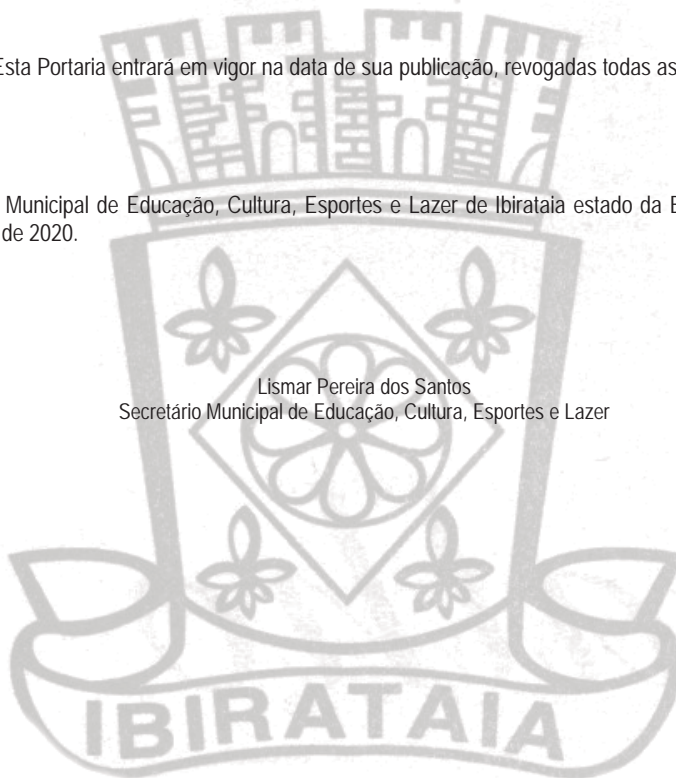 Esta Portaria entrará em vigor na data de sua publicação, revogadas todas as
Municipal de Educação, Cultura, Esportes e Lazer de Ibirataia estado da
de 2020.
Lismar Pereira dos Santos
Secretário Municipal de Educação, Cultura, Esportes e Lazer
IBIRATAIA